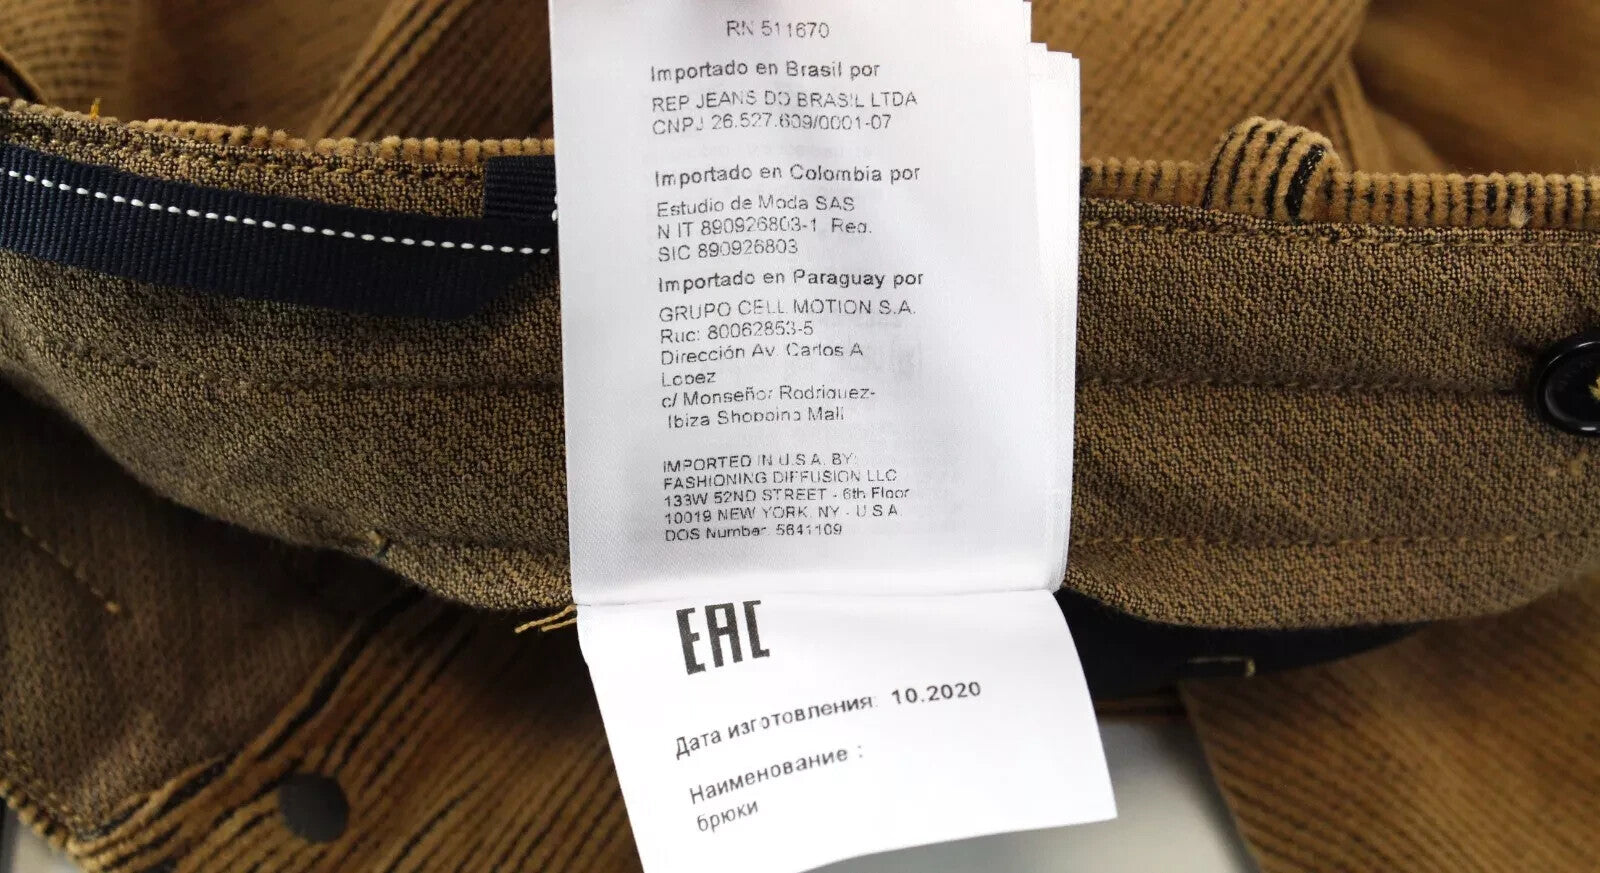 RN 511670
Importado en Brasil por
REP JEANS DO BRASIL LTDA
CNPJ 26.527.609/0001-07
Importado en Colombia por
Estudio de Moda SAS
N IT 890926803-1 Reg.
SIC 890926803
Importado en Paraguay por
GRUPO CELL MOTION S.A.
Ruc: 80062853-5
Dirección Av. Carlos A
Lopez
c/ Monseñor Rodriguez-
Ibiza Shopping Mall
IMPORTED IN U.S.A. BY:
FASHIONING DIFFUSION LLC
133W 52ND STREET - 6th Floor
10019 NEW YORK, NY - U.S.A
DOS Number 5641109
EAC
Дата изготовления: 10.2020
Наименование :
брюки